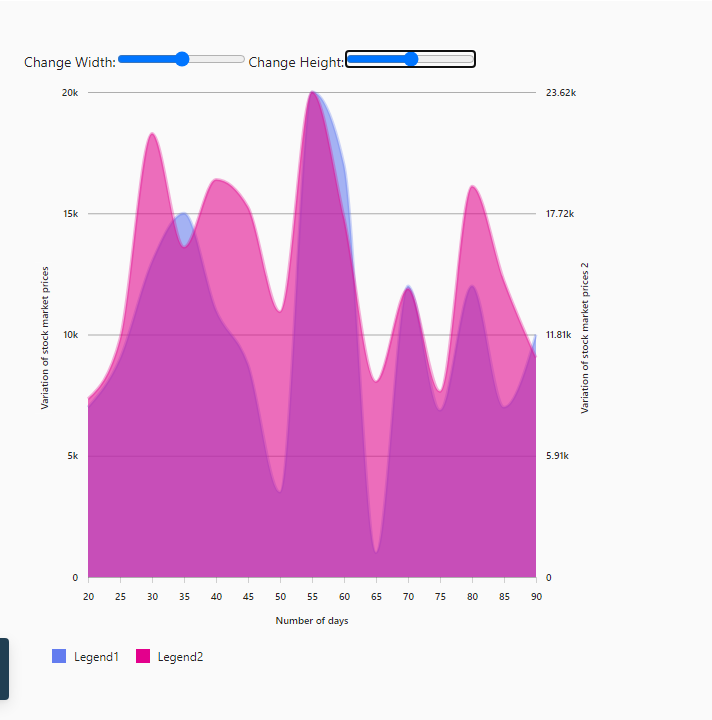 Change Width: Change Height:
20k 23.62k
15k 17.72k
10k 11.81k
5k 5.91k
0 0
Variation of stock market prices
Variation of stock market prices 2
20 25 30 35 40 45 50 55 60 65 70 75 80 85 90
Number of days
Legend1 Legend2